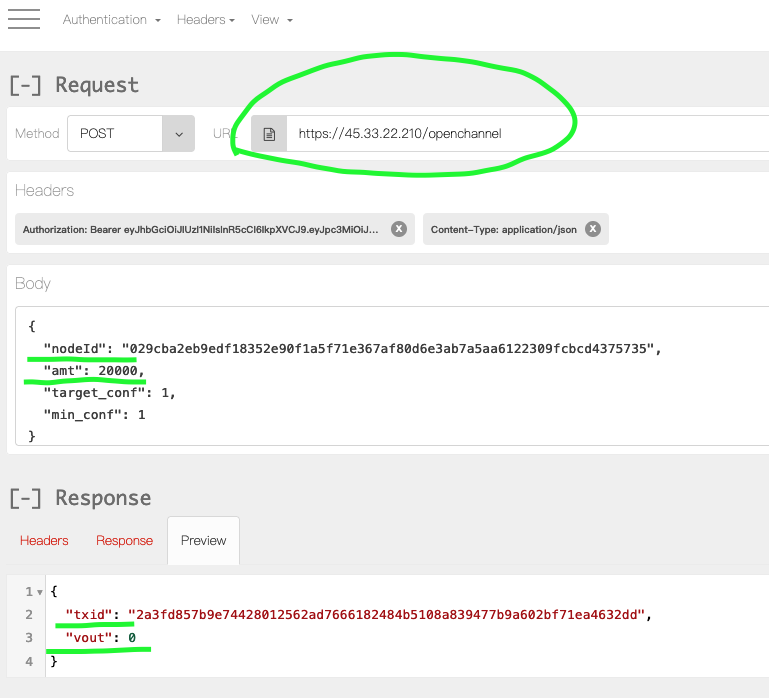 Authentication Headers View
[-] Request
Method POST URL https://45.33.22.210/openchannel
Headers
Authorization: Bearer eyJhbGciOiJIUzI1NiIsInR5cCI6IkpXVCJ9.eyJpc3MiOiJ... X Content-Type: application/json X
Body
{
"nodeId": "029cba2eb9edf18352e90f1a5f71e367af80d6e3ab7a5aa6122309fcbcd4375735",
"amt": 20000,
"target_conf": 1,
"min_conf": 1
}
[-] Response
Headers Response Preview
1 {
2 "txid": "2a3fd857b9e74428012562ad7666182484b5108a839477b9a602bf71ea4632dd",
3 "vout": 0
4 }